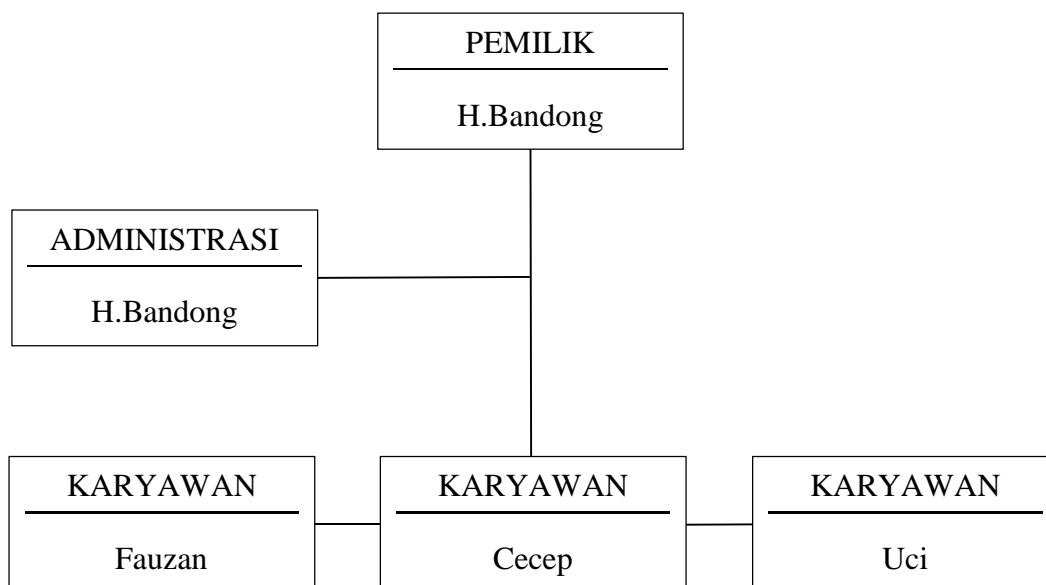 PEMILIK
H.Bandong
ADMINISTRASI
H.Bandong
KARYAWAN
Fauzan
KARYAWAN
Cecep
KARYAWAN
Uci